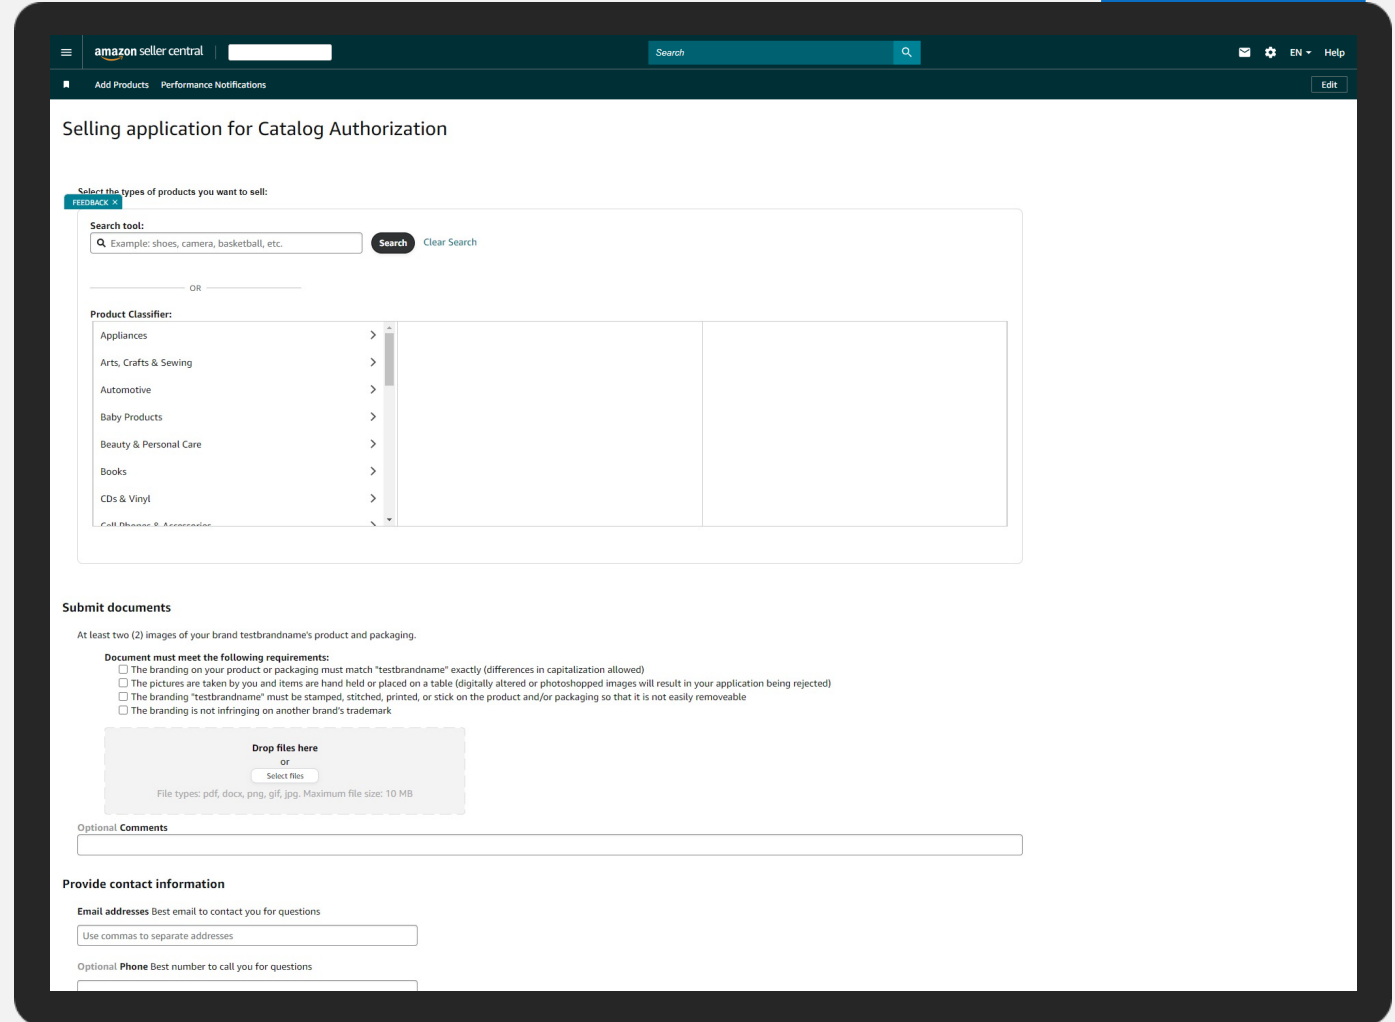 amazon seller central
Search
EN
Help
Add Products Performance Notifications
Edit
Selling application for Catalog Authorization
Select the types of products you want to sell:
FEEDBACK ×
Search tool:
Example: shoes, camera, basketball, etc.
Search
Clear Search
OR
Product Classifier:
Appliances
Arts, Crafts & Sewing
Automotive
Baby Products
Beauty & Personal Care
Books
CDs & Vinyl
Cell Phones & Accessories
Submit documents
At least two (2) images of your brand testbrandname's product and packaging.
Document must meet the following requirements:
The branding on your product or packaging must match "testbrandname" exactly (differences in capitalization allowed)
The pictures are taken by you and items are hand held or placed on a table (digitally altered or photoshopped images will result in your application being rejected)
The branding "testbrandname" must be stamped, stitched, printed, or stick on the product and/or packaging so that it is not easily removeable
The branding is not infringing on another brand's trademark
Drop files here
or
Select files
File types: pdf, docx, png, gif, jpg. Maximum file size: 10 MB
Optional Comments
Provide contact information
Email addresses Best email to contact you for questions
Use commas to separate addresses
Optional Phone Best number to call you for questions